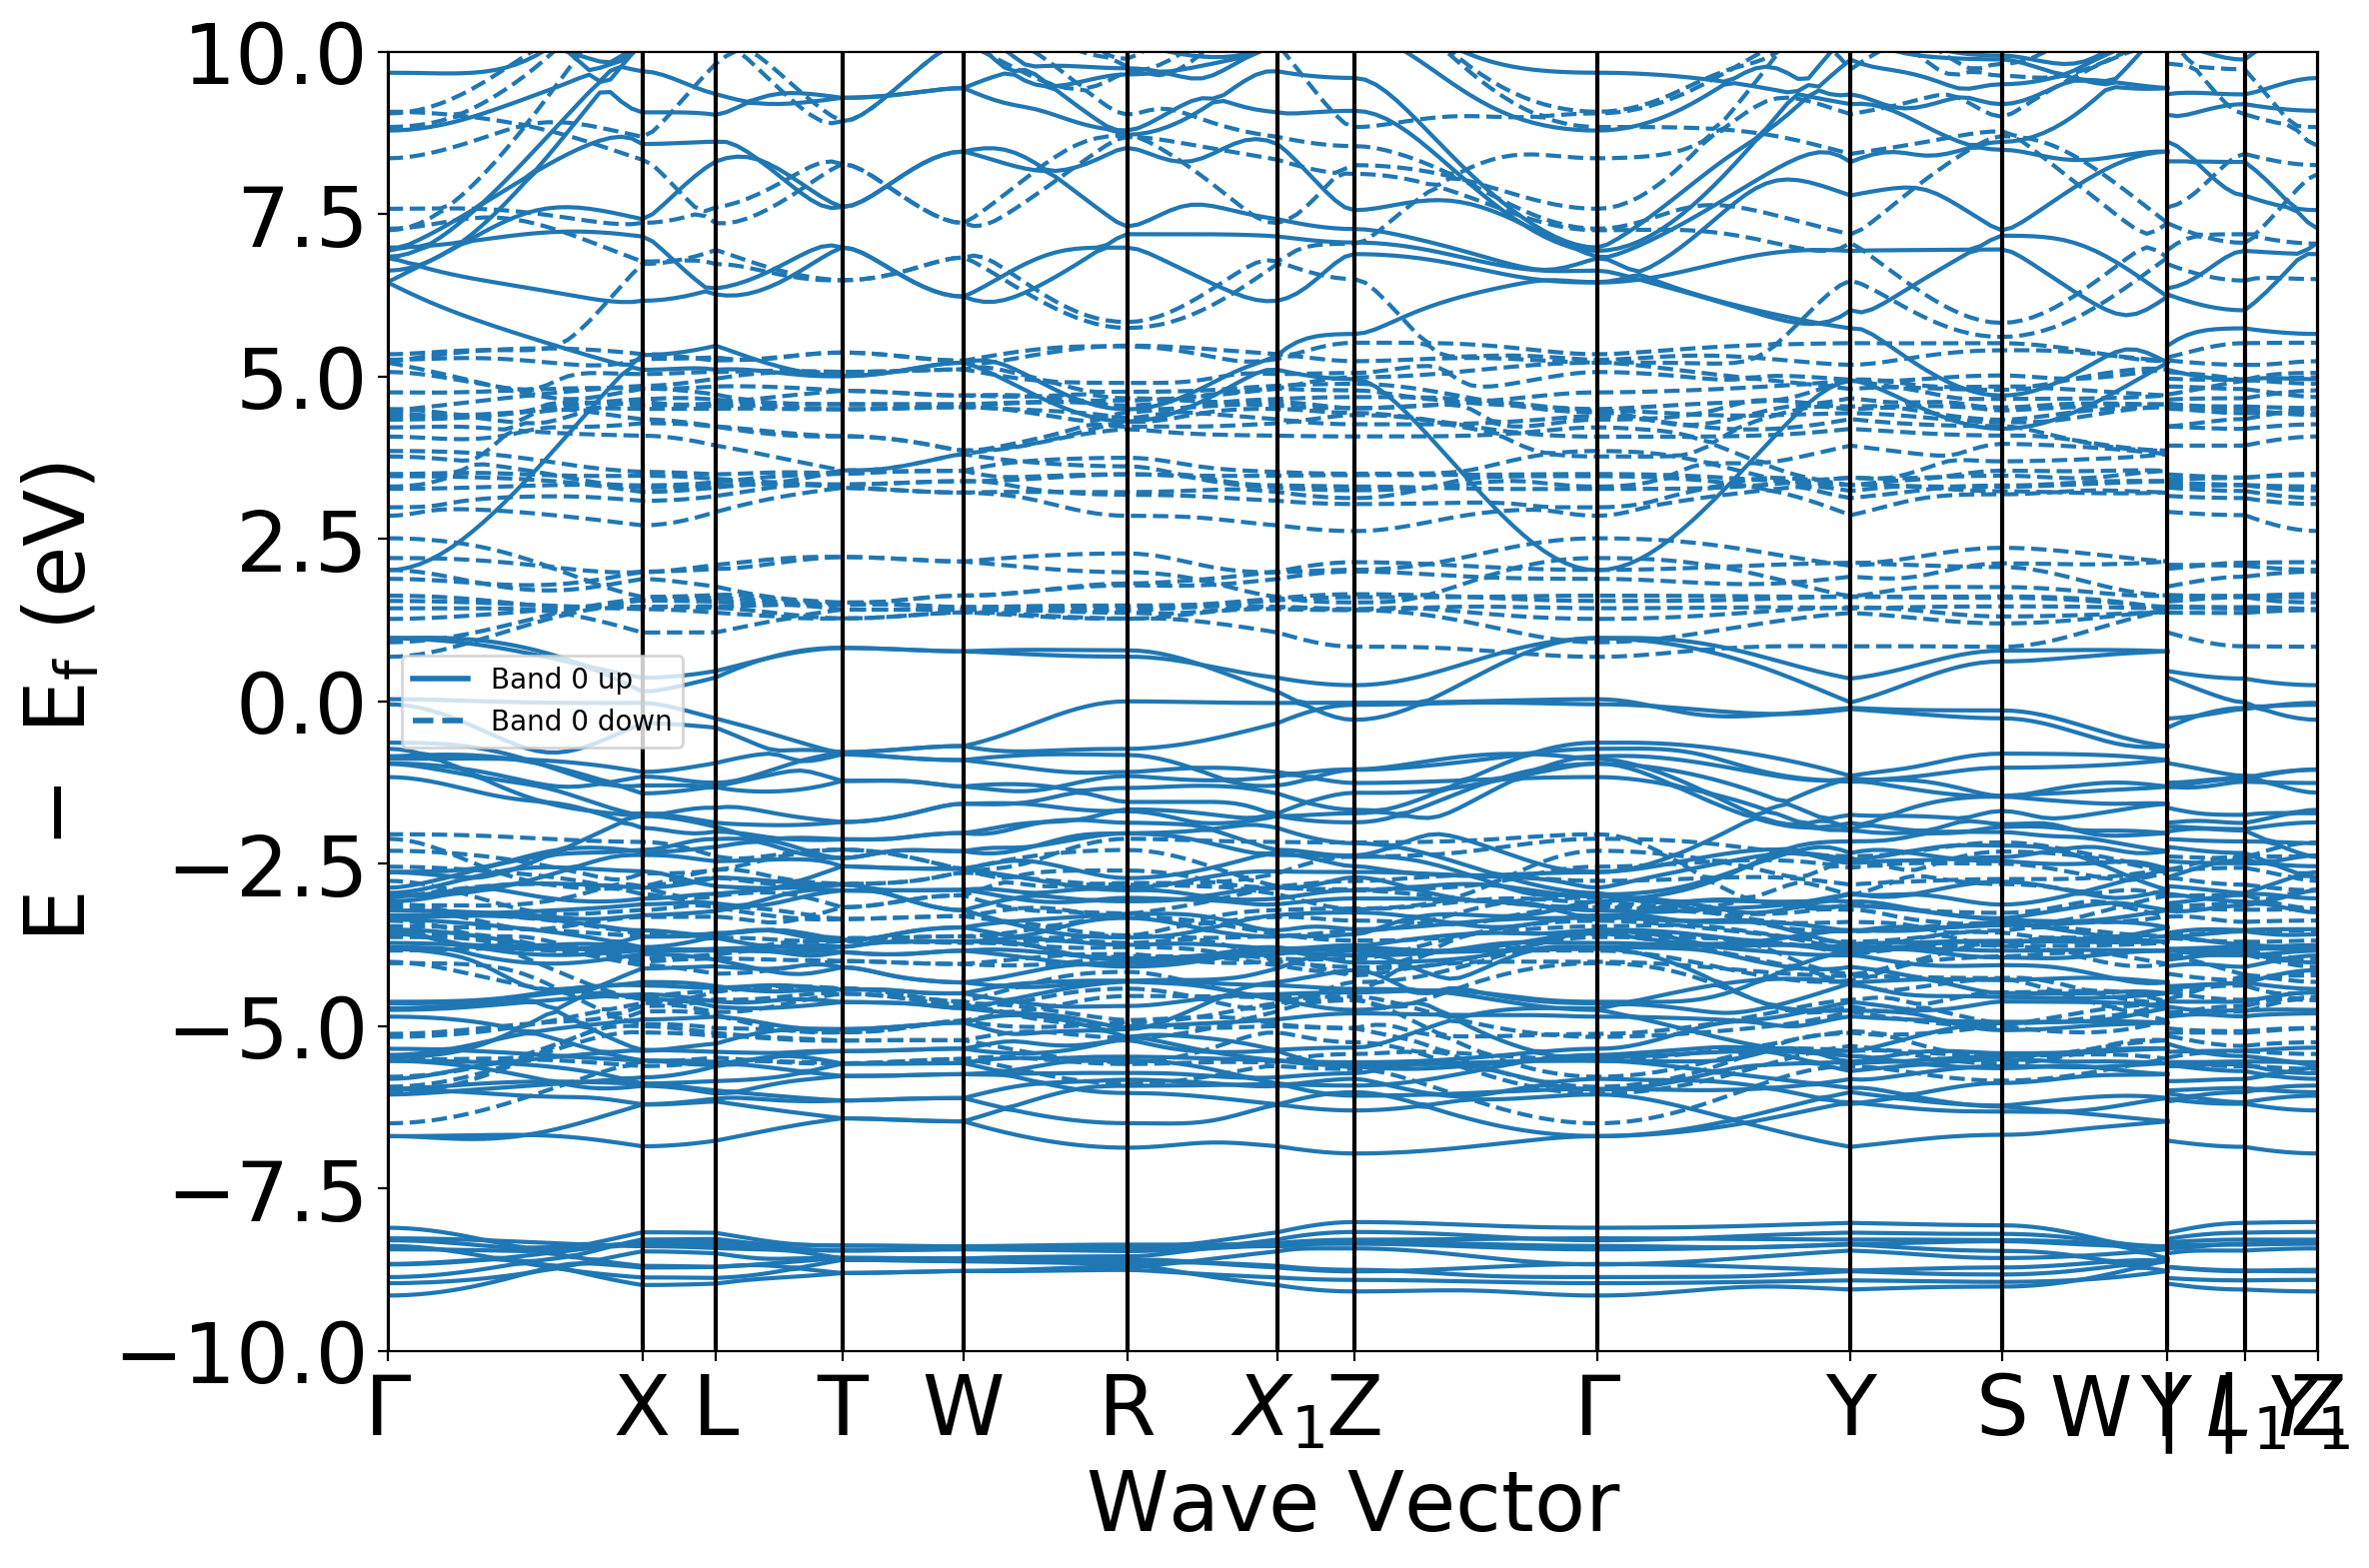 E − E_f (eV)
10.0
7.5
5.0
2.5
0.0
−2.5
−5.0
−7.5
−10.0
Band 0 up
Band 0 down
Γ X L T W R X₁ Z Γ Y S W
Wave Vector